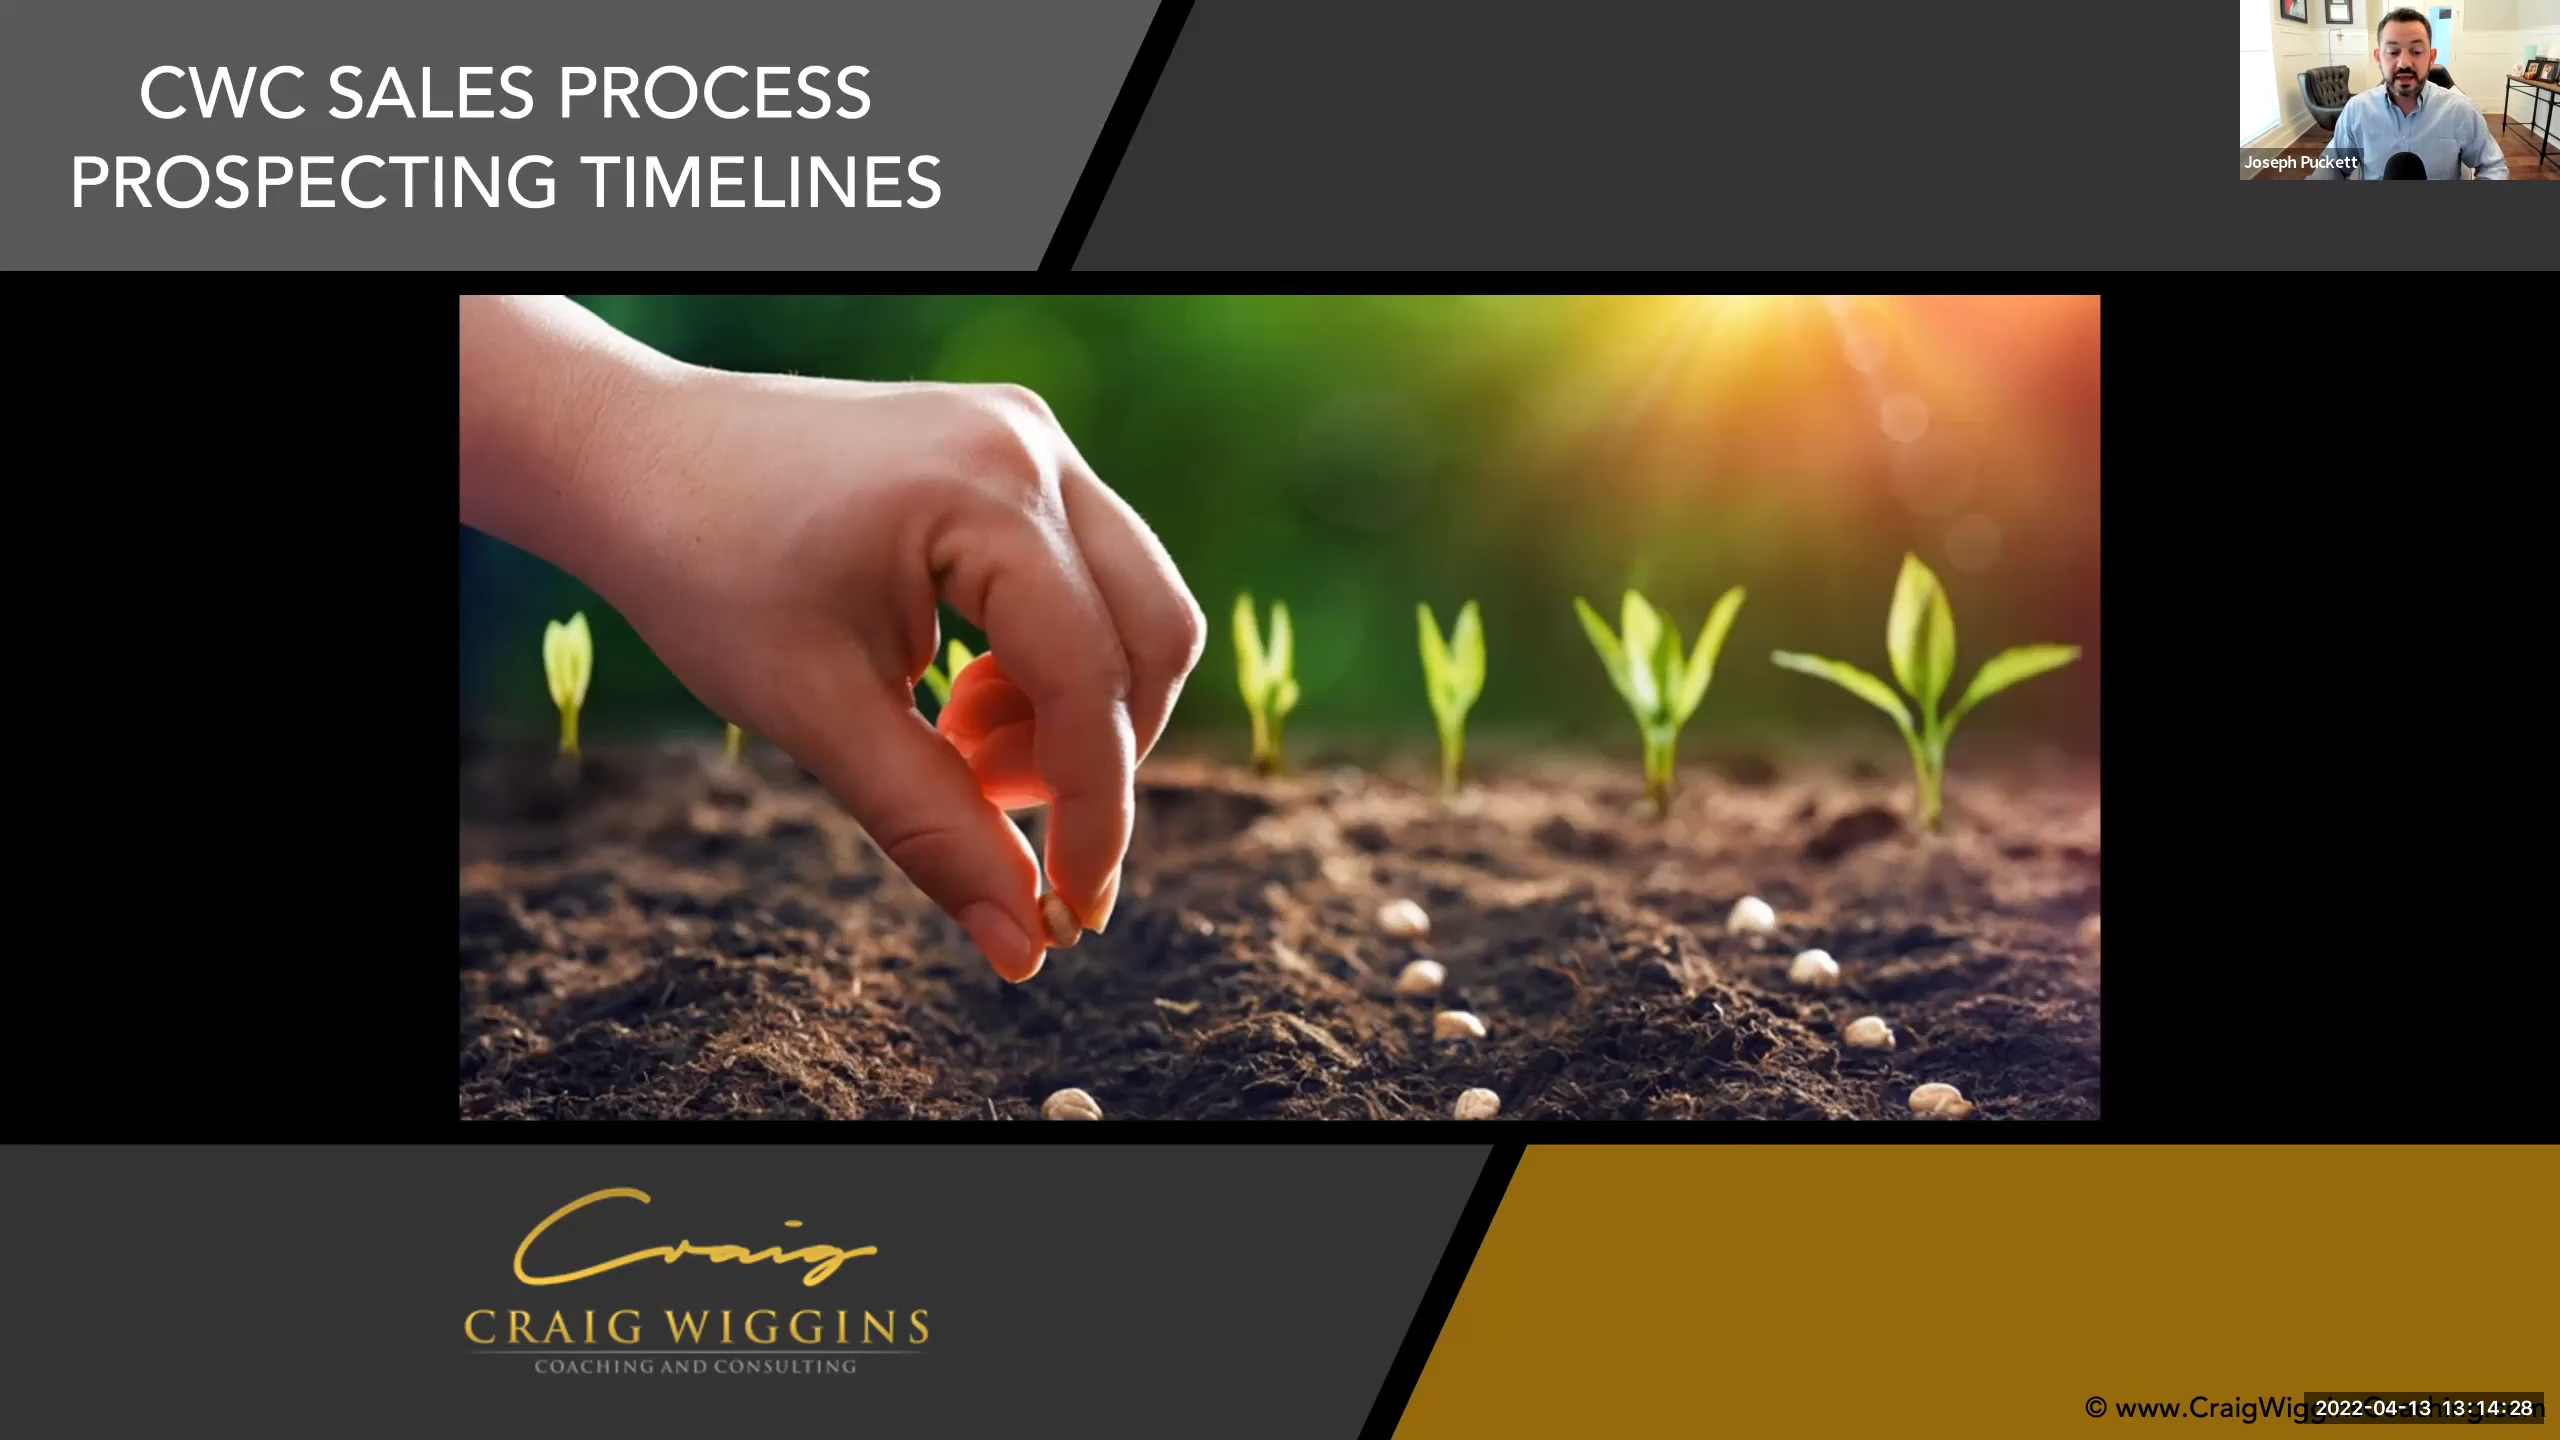 CWC SALES PROCESS
PROSPECTING TIMELINES
Joseph Puckett
Craig
CRAIG WIGGINS
COACHING AND CONSULTING
© www.CraigWig
2022-04-13 13:14:28